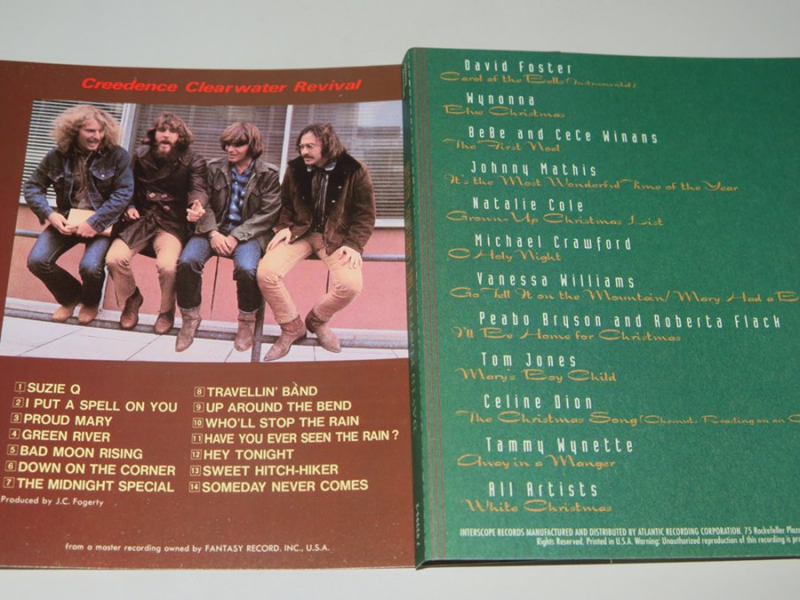 Creedence Clearwater Revival
1 SUZIE Q
2 I PUT A SPELL ON YOU
3 PROUD MARY
4 GREEN RIVER
5 BAD MOON RISING
6 DOWN ON THE CORNER
7 THE MIDNIGHT SPECIAL
8 TRAVELLIN' BAND
9 UP AROUND THE BEND
10 WHO'LL STOP THE RAIN
11 HAVE YOU EVER SEEN THE RAIN?
12 HEY TONIGHT
13 SWEET HITCH-HIKER
14 SOMEDAY NEVER COMES
Produced by J.C. Fogerty
from a master recording owned by FANTASY RECORD. INC., U.S.A.
David Foster
Carol of the Bells (Instrumental)
Wynonna
Blue Christmas
BeBe and CeCe Winans
The First Noel
Johnny Mathis
It's the Most Wonderful Time of the Year
Natalie Cole
Grown-Up Christmas List
Michael Crawford
O Holy Night
Vanessa Williams
Go Tell It on the Mountain/Mary Had a B
Peabo Bryson and Roberta Flack
I'll Be Home for Christmas
Tom Jones
Mary's Boy Child
Celine Dion
The Christmas Song (Chestnuts Roasting on an O
Tammy Wynette
Away in a Manger
All Artists
White Christmas
INTERSCOPE RECORDS MANUFACTURED AND DISTRIBUTED BY ATLANTIC RECORDING CORPORATION, 75 Rockefeller Plaza
Rights Reserved. Printed in U.S.A. Warning: Unauthorized reproduction of this recording is p